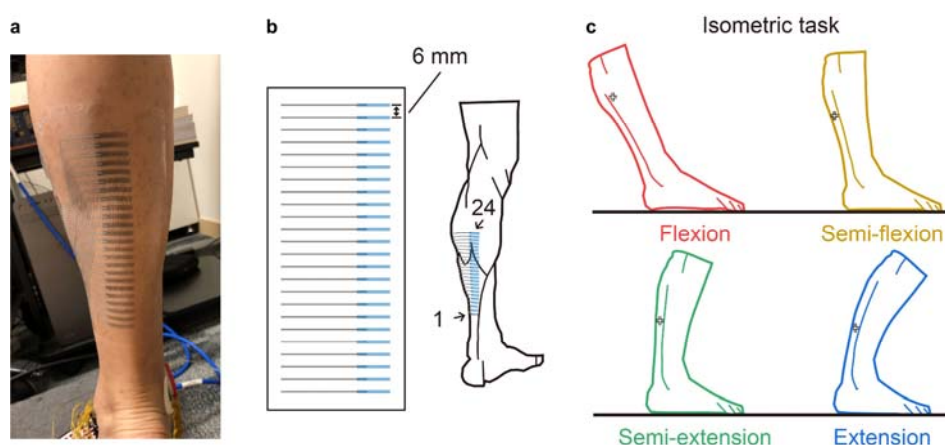 a
b
c
6 mm
24
1
Isometric task
Flexion
Semi-flexion
Semi-extension
Extension